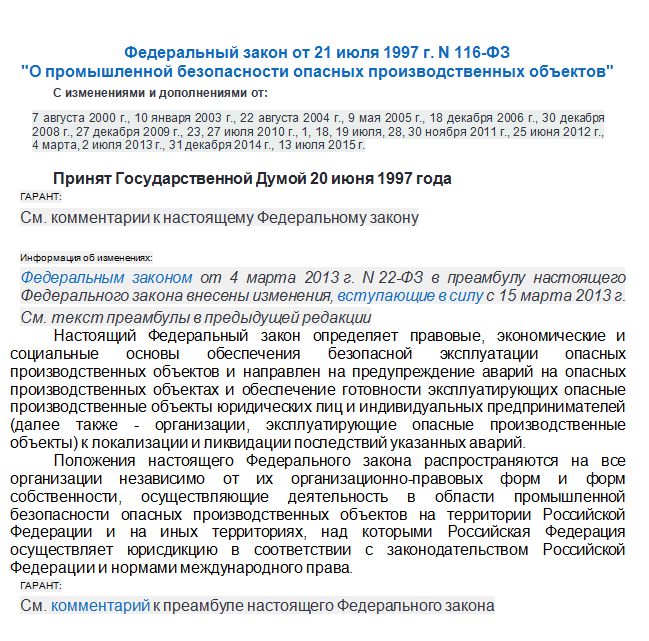 Федеральный закон от 21 июля 1997 г. N 116-ФЗ
"О промышленной безопасности опасных производственных объектов"
С изменениями и дополнениями от:
7 августа 2000 г., 10 января 2003 г., 22 августа 2004 г., 9 мая 2005 г., 18 декабря 2006 г., 30 декабря
2008 г., 27 декабря 2009 г., 23, 27 июля 2010 г., 1, 18, 19 июля, 28, 30 ноября 2011 г., 25 июня 2012 г.,
4 марта, 2 июля 2013 г., 31 декабря 2014 г., 13 июля 2015 г.
Принят Государственной Думой 20 июня 1997 года
ГАРАНТ:
См. комментарии к настоящему Федеральному закону
Информация об изменениях:
Федеральным законом от 4 марта 2013 г. N 22-ФЗ в преамбулу настоящего
Федерального закона внесены изменения, вступающие в силу с 15 марта 2013 г.
См. текст преамбулы в предыдущей редакции
Настоящий Федеральный закон определяет правовые, экономические и
социальные основы обеспечения безопасной эксплуатации опасных
производственных объектов и направлен на предупреждение аварий на опасных
производственных объектах и обеспечение готовности эксплуатирующих опасные
производственные объекты юридических лиц и индивидуальных предпринимателей
(далее также - организации, эксплуатирующие опасные производственные
объекты) к локализации и ликвидации последствий указанных аварий.
Положения настоящего Федерального закона распространяются на все
организации независимо от их организационно-правовых форм и форм
собственности, осуществляющие деятельность в области промышленной
безопасности опасных производственных объектов на территории Российской
Федерации и на иных территориях, над которыми Российская Федерация
осуществляет юрисдикцию в соответствии с законодательством Российской
Федерации и нормами международного права.
ГАРАНТ:
См. комментарий к преамбуле настоящего Федерального закона